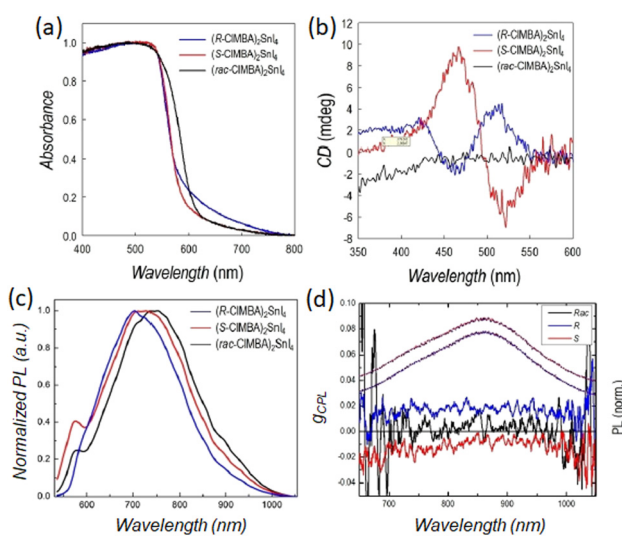 (a)
(R-ClMBA)2SnI4
(S-ClMBA)2SnI4
(rac-ClMBA)2SnI4
Absorbance
1.0
0.8
0.6
0.4
0.2
0.0
400 500 600 700 800
Wavelength (nm)
(b)
(R-ClMBA)2SnI4
(S-ClMBA)2SnI4
(rac-ClMBA)2SnI4
CD (mdeg)
12
10
8
6
4
2
0
-2
-4
-6
-8
350 400 450 500 550 600
Wavelength (nm)
(c)
(R-ClMBA)2SnI4
(S-ClMBA)2SnI4
(rac-ClMBA)2SnI4
Normalized PL (a.u.)
1.0
0.8
0.6
0.4
0.2
0.0
600 700 800 900 1000
Wavelength (nm)
(d)
Rac
R
S
gCPL
0.10
0.08
0.06
0.04
0.02
0.00
-0.02
-0.04
700 800 900 1000
Wavelength (nm)
PL (norm.)